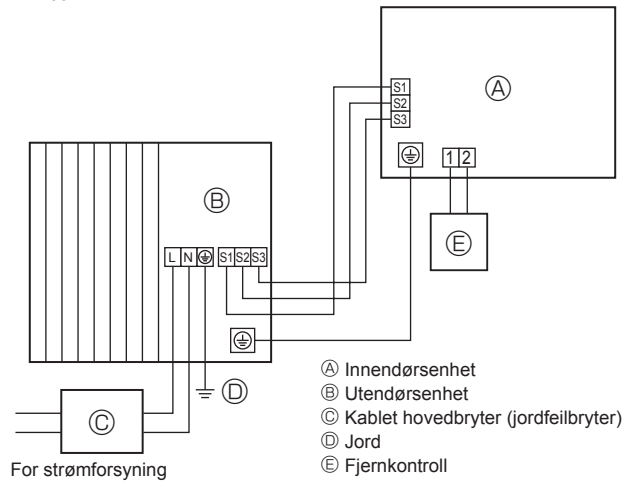 S1
S2
S3
Ⓐ
1 2
Ⓑ
Ⓔ
L N S1 S2 S3
Ⓓ
Ⓒ
For strømforsyning
Ⓐ Innendørsenhet
Ⓑ Utendørsenhet
Ⓒ Kablet hovedbryter (jordfeilbryter)
Ⓓ Jord
Ⓔ Fjernkontroll